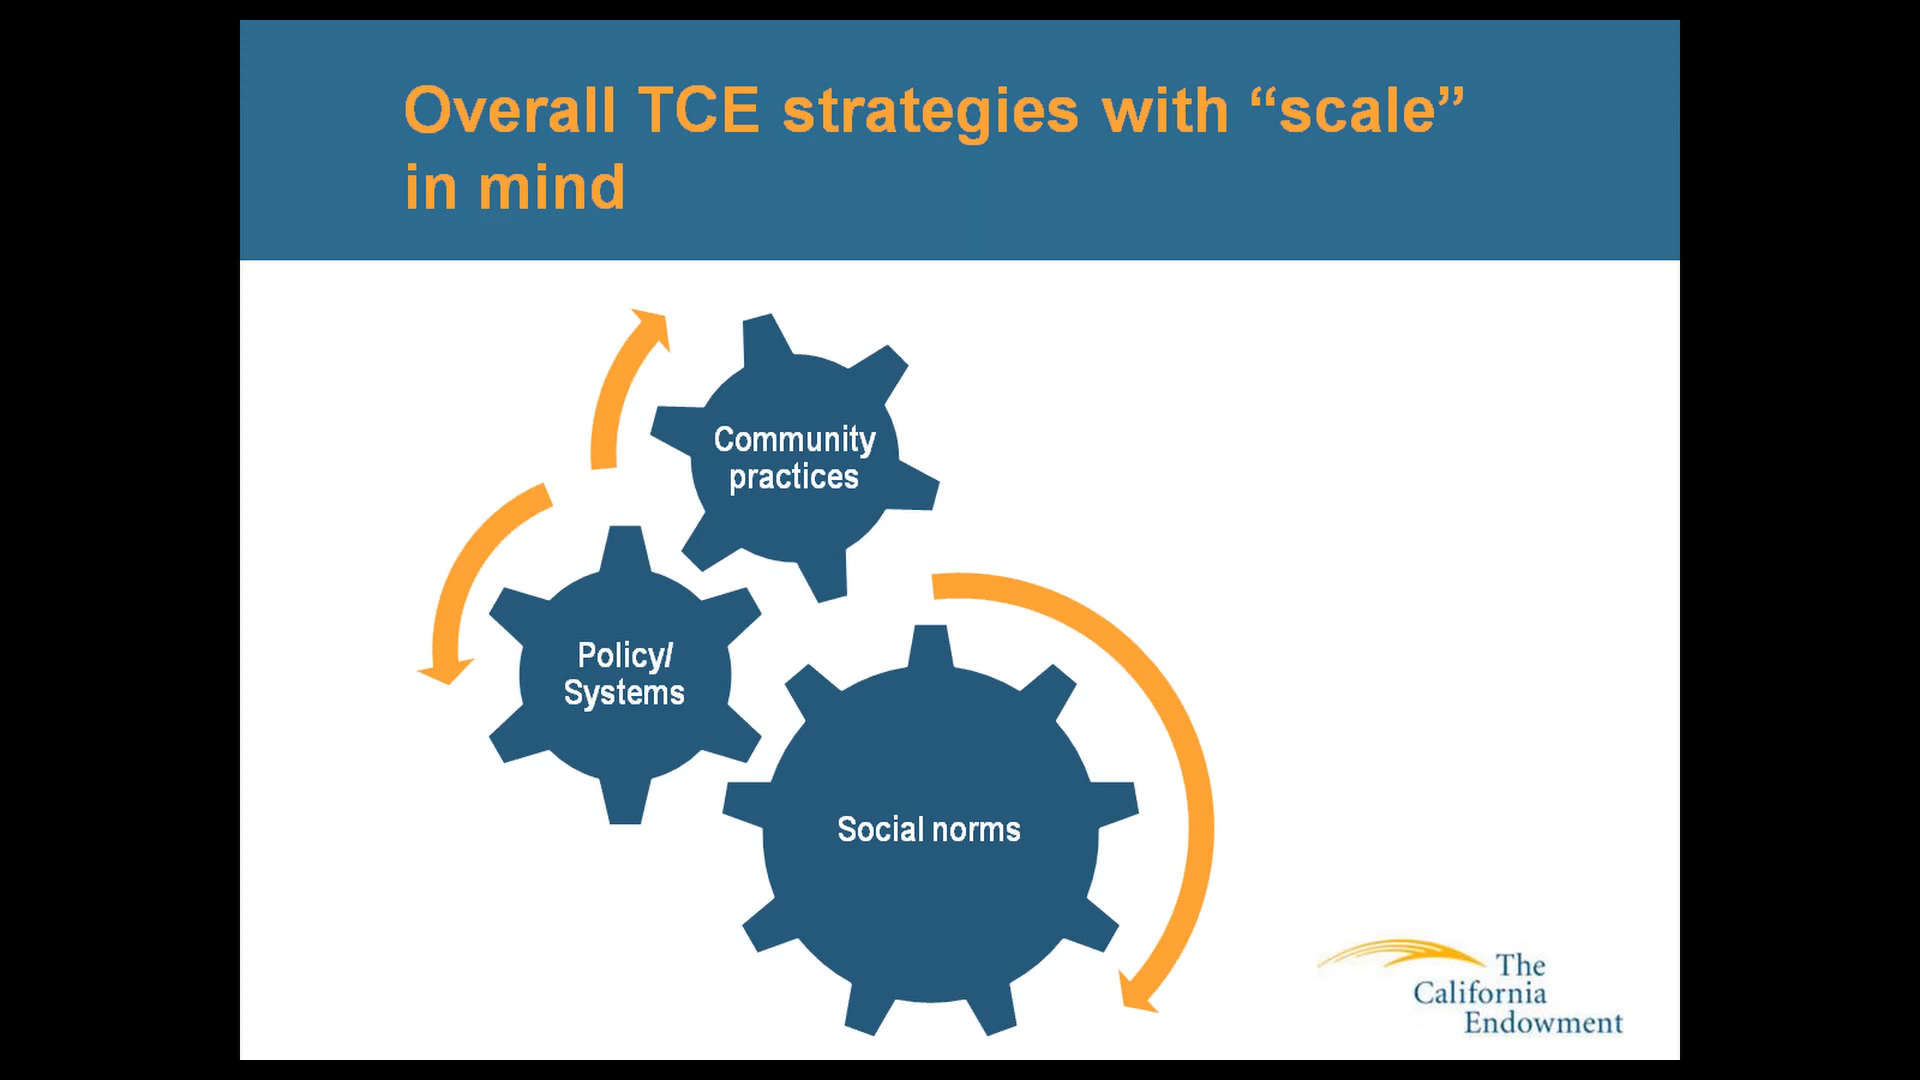 Overall TCE strategies with “scale”
in mind
Community
practices
Policy/
Systems
Social norms
The
California
Endowment